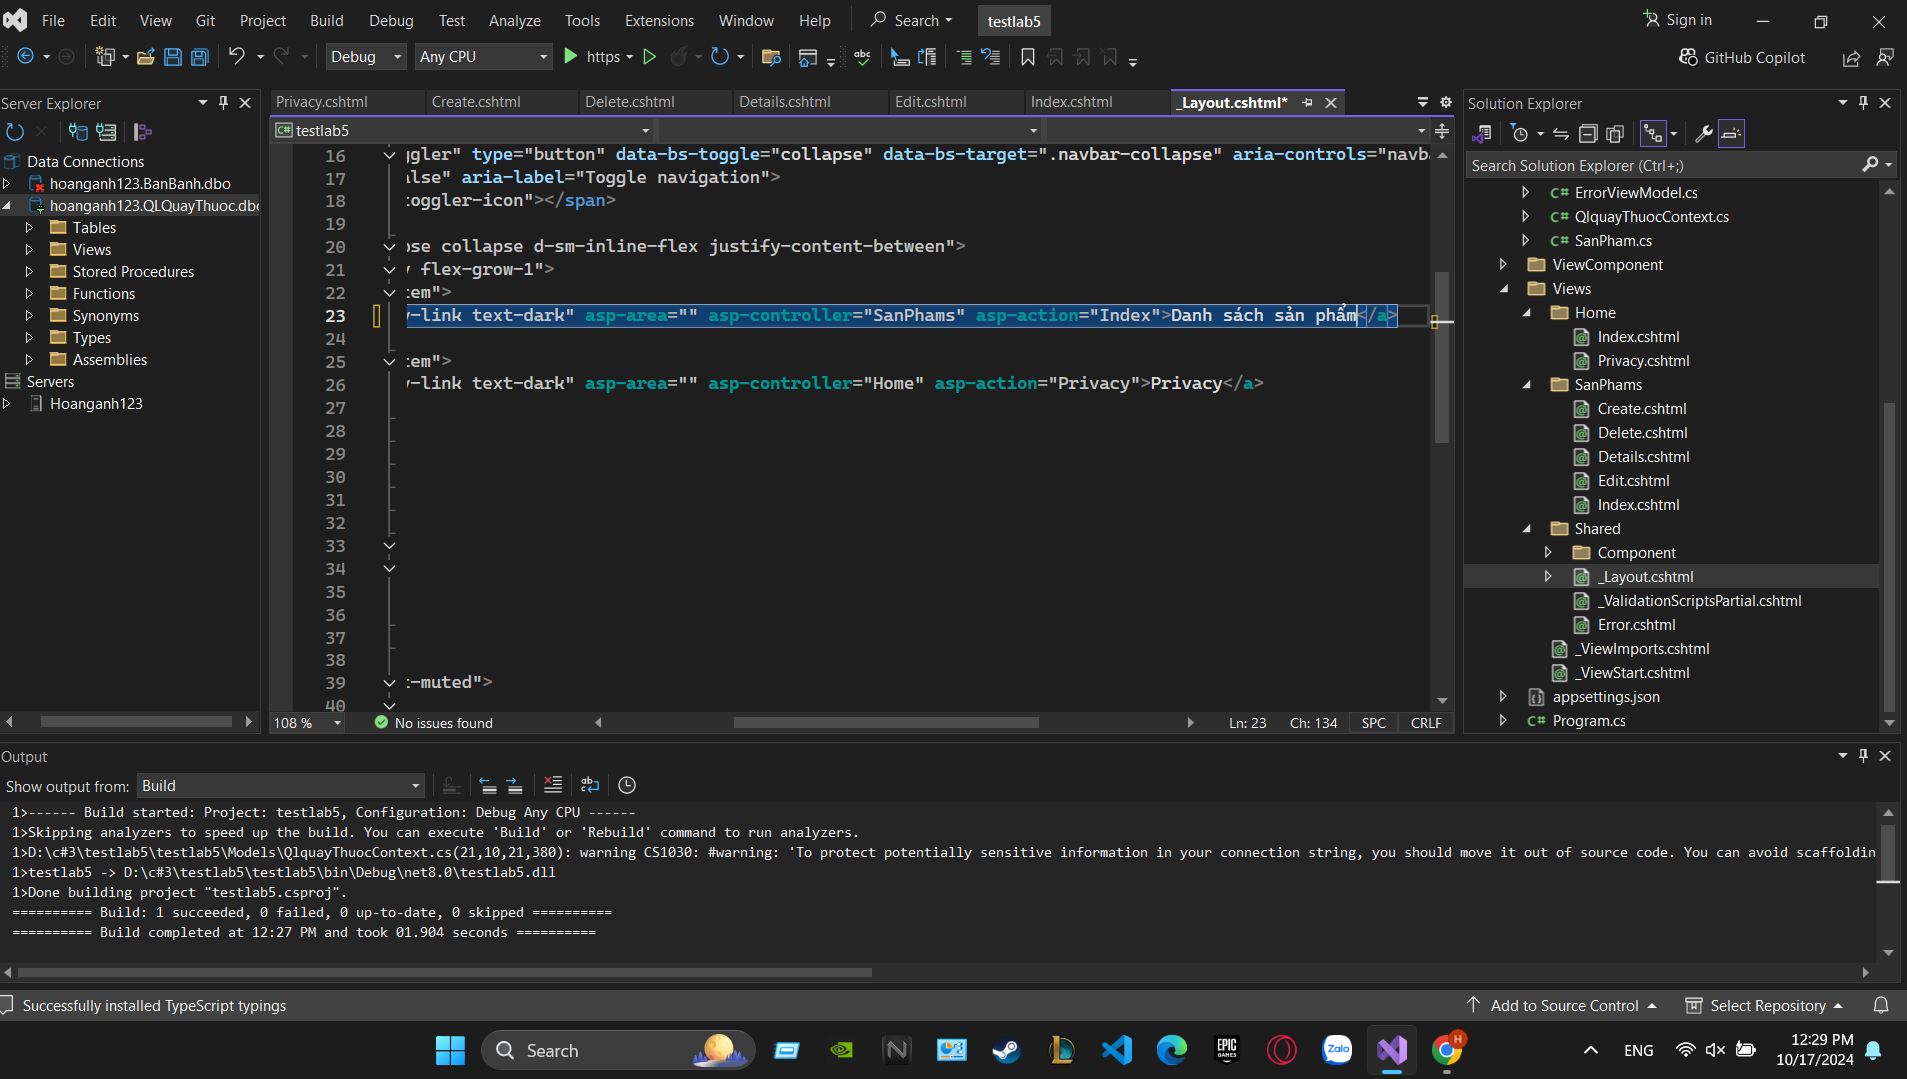 File Edit View Git Project Build Debug Test Analyze Tools Extensions Window Help Search testlab5 Sign in
Debug Any CPU https GitHub Copilot
Server Explorer
Data Connections
hoanganh123.BanBanh.dbo
hoanganh123.QLQuayThuoc.dbo
Tables
Views
Stored Procedures
Functions
Synonyms
Types
Assemblies
Servers
Hoanganh123
Privacy.cshtml Create.cshtml Delete.cshtml Details.cshtml Edit.cshtml Index.cshtml _Layout.cshtml*
C# testlab5
16 ggler" type="button" data-bs-toggle="collapse" data-bs-target=".navbar-collapse" aria-controls="navba
17 alse" aria-label="Toggle navigation">
18 toggler-icon"></span>
19
20 ose collapse d-sm-inline-flex justify-content-between">
21 v flex-grow-1">
22 tem">
23 v-link text-dark" asp-area="" asp-controller="SanPhams" asp-action="Index">Danh sách sản phẩm</a>
24
25 tem">
26 v-link text-dark" asp-area="" asp-controller="Home" asp-action="Privacy">Privacy</a>
27
28
29
30
31
32
33
34
35
36
37
38
39 t-muted">
40
108 % No issues found Ln: 23 Ch: 134 SPC CRLF
Solution Explorer
Search Solution Explorer (Ctrl+;)
C# ErrorViewModel.cs
C# QlquayThuocContext.cs
C# SanPham.cs
ViewComponent
Views
Home
Index.cshtml
Privacy.cshtml
SanPhams
Create.cshtml
Delete.cshtml
Details.cshtml
Edit.cshtml
Index.cshtml
Shared
Component
_Layout.cshtml
_ValidationScriptsPartial.cshtml
Error.cshtml
_ViewImports.cshtml
_ViewStart.cshtml
appsettings.json
C# Program.cs
Output
Show output from: Build
1>------ Build started: Project: testlab5, Configuration: Debug Any CPU ------
1>Skipping analyzers to speed up the build. You can execute 'Build' or 'Rebuild' command to run analyzers.
1>D:\c#3\testlab5\testlab5\Models\QlquayThuocContext.cs(21,10,21,380): warning CS1030: #warning: 'To protect potentially sensitive information in your connection string, you should move it out of source code. You can avoid scaffoldin
1>testlab5 -> D:\c#3\testlab5\testlab5\bin\Debug\net8.0\testlab5.dll
1>Done building project "testlab5.csproj".
========== Build: 1 succeeded, 0 failed, 0 up-to-date, 0 skipped ==========
========== Build completed at 12:27 PM and took 01.904 seconds ==========
Successfully installed TypeScript typings Add to Source Control Select Repository
Search EPIC GAMES Zalo H ENG 12:29 PM
10/17/2024